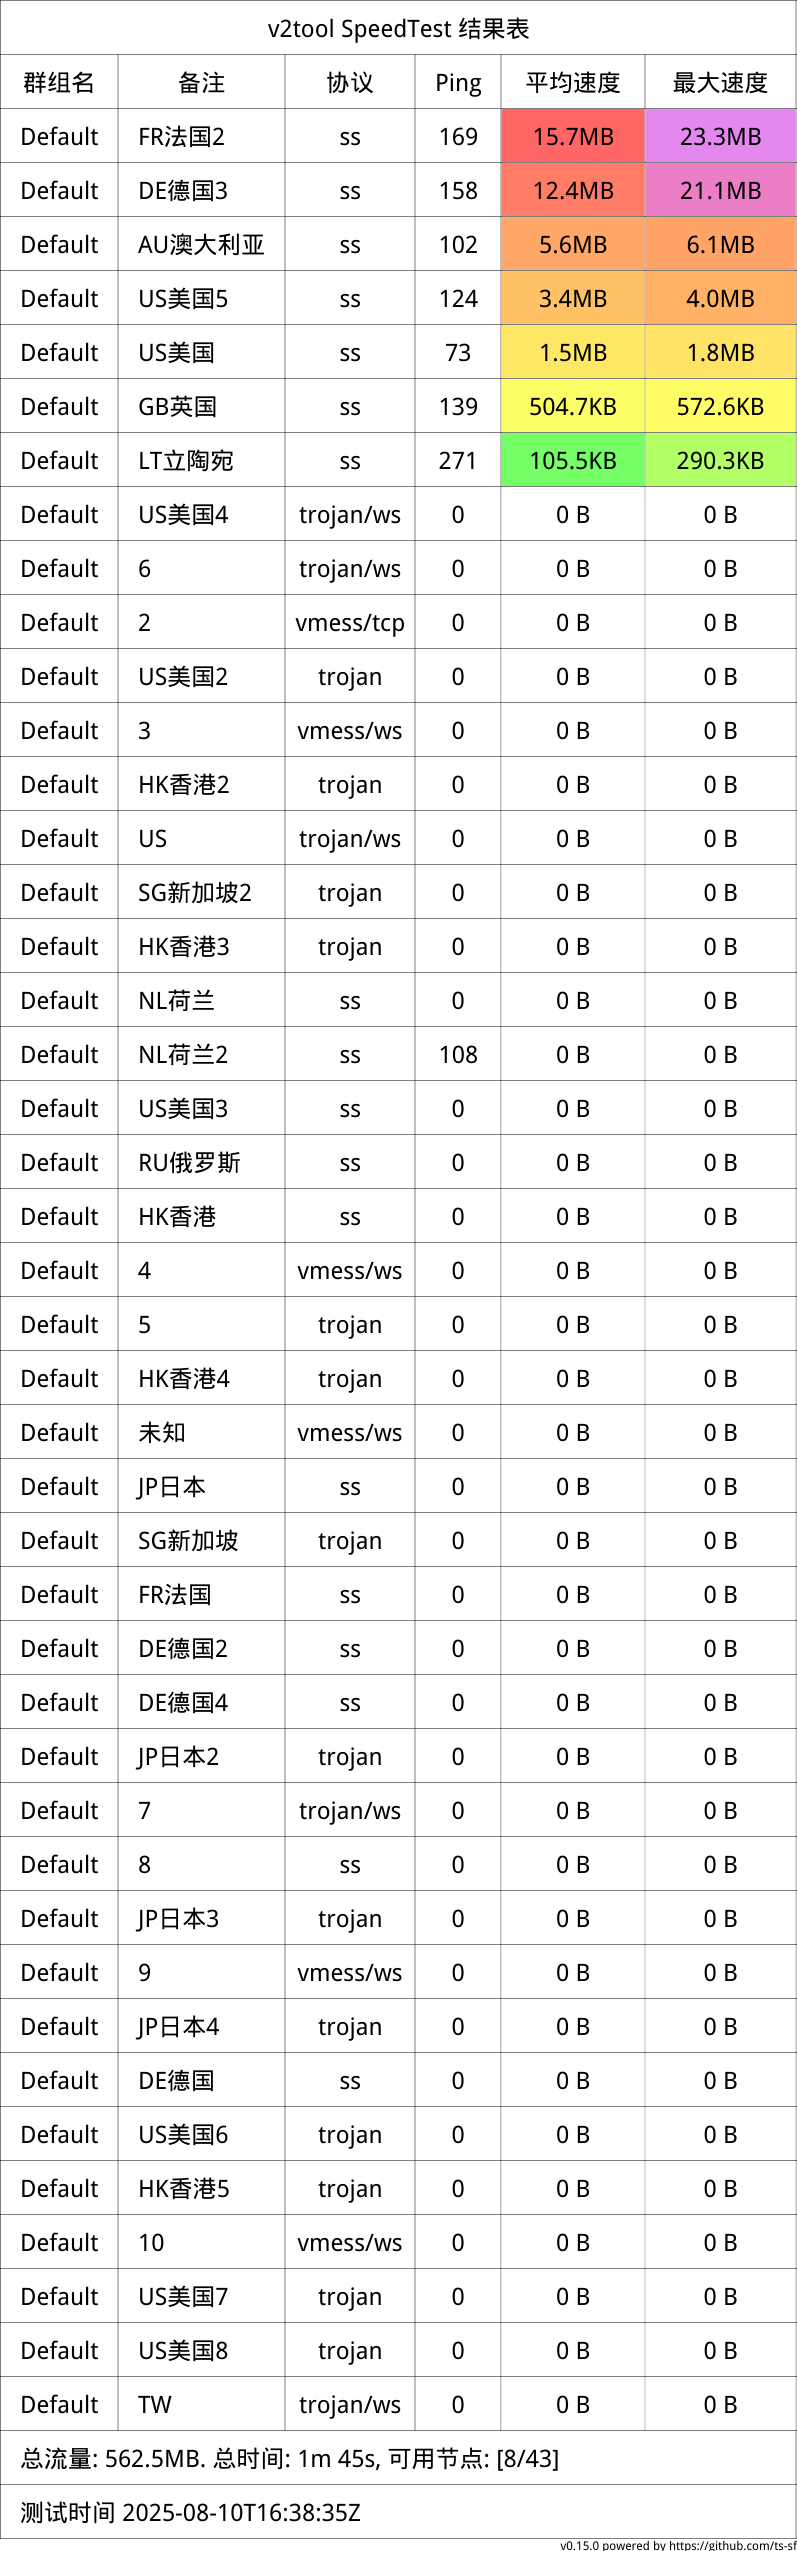 v2tool SpeedTest 结果表
群组名 备注 协议 Ping 平均速度 最大速度
Default FR法国2 ss 169 15.7MB 23.3MB
Default DE德国3 ss 158 12.4MB 21.1MB
Default AU澳大利亚 ss 102 5.6MB 6.1MB
Default US美国5 ss 124 3.4MB 4.0MB
Default US美国 ss 73 1.5MB 1.8MB
Default GB英国 ss 139 504.7KB 572.6KB
Default LT立陶宛 ss 271 105.5KB 290.3KB
Default US美国4 trojan/ws 0 0 B 0 B
Default 6 trojan/ws 0 0 B 0 B
Default 2 vmess/tcp 0 0 B 0 B
Default US美国2 trojan 0 0 B 0 B
Default 3 vmess/ws 0 0 B 0 B
Default HK香港2 trojan 0 0 B 0 B
Default US trojan/ws 0 0 B 0 B
Default SG新加坡2 trojan 0 0 B 0 B
Default HK香港3 trojan 0 0 B 0 B
Default NL荷兰 ss 0 0 B 0 B
Default NL荷兰2 ss 108 0 B 0 B
Default US美国3 ss 0 0 B 0 B
Default RU俄罗斯 ss 0 0 B 0 B
Default HK香港 ss 0 0 B 0 B
Default 4 vmess/ws 0 0 B 0 B
Default 5 trojan 0 0 B 0 B
Default HK香港4 trojan 0 0 B 0 B
Default 未知 vmess/ws 0 0 B 0 B
Default JP日本 ss 0 0 B 0 B
Default SG新加坡 trojan 0 0 B 0 B
Default FR法国 ss 0 0 B 0 B
Default DE德国2 ss 0 0 B 0 B
Default DE德国4 ss 0 0 B 0 B
Default JP日本2 trojan 0 0 B 0 B
Default 7 trojan/ws 0 0 B 0 B
Default 8 ss 0 0 B 0 B
Default JP日本3 trojan 0 0 B 0 B
Default 9 vmess/ws 0 0 B 0 B
Default JP日本4 trojan 0 0 B 0 B
Default DE德国 ss 0 0 B 0 B
Default US美国6 trojan 0 0 B 0 B
Default HK香港5 trojan 0 0 B 0 B
Default 10 vmess/ws 0 0 B 0 B
Default US美国7 trojan 0 0 B 0 B
Default US美国8 trojan 0 0 B 0 B
Default TW trojan/ws 0 0 B 0 B
总流量: 562.5MB. 总时间: 1m 45s, 可用节点: [8/43]
测试时间 2025-08-10T16:38:35Z
v0.15.0 powered by https://github.com/ts-sf